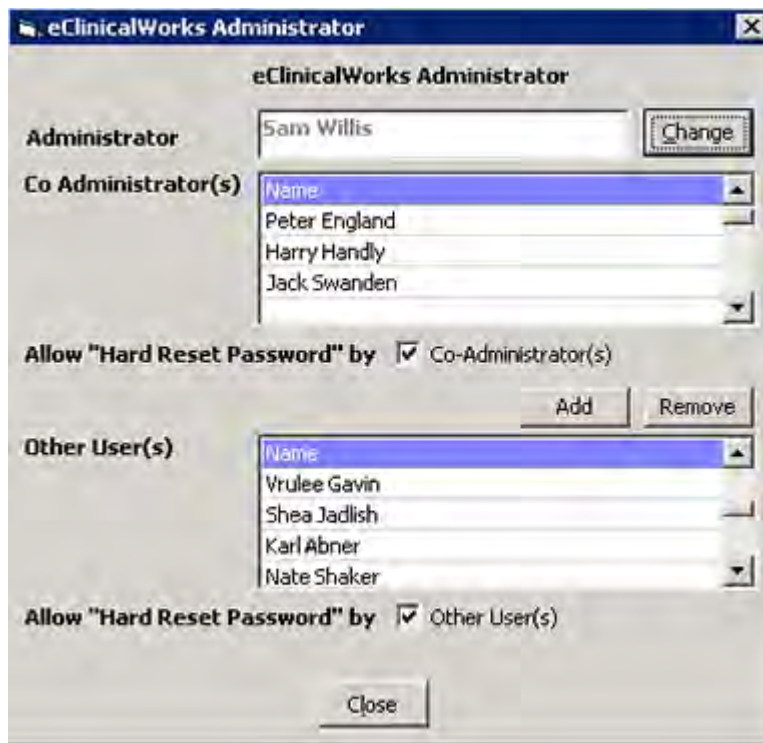 eClinicalWorks Administrator
eClinicalWorks Administrator
Administrator Sam Willis Change
Co Administrator(s) Name
Peter England
Harry Handly
Jack Swanden
Allow "Hard Reset Password" by Co-Administrator(s)
Add Remove
Other User(s) Name
Vrulee Gavin
Shea Jadlish
Karl Abner
Nate Shaker
Allow "Hard Reset Password" by Other User(s)
Close